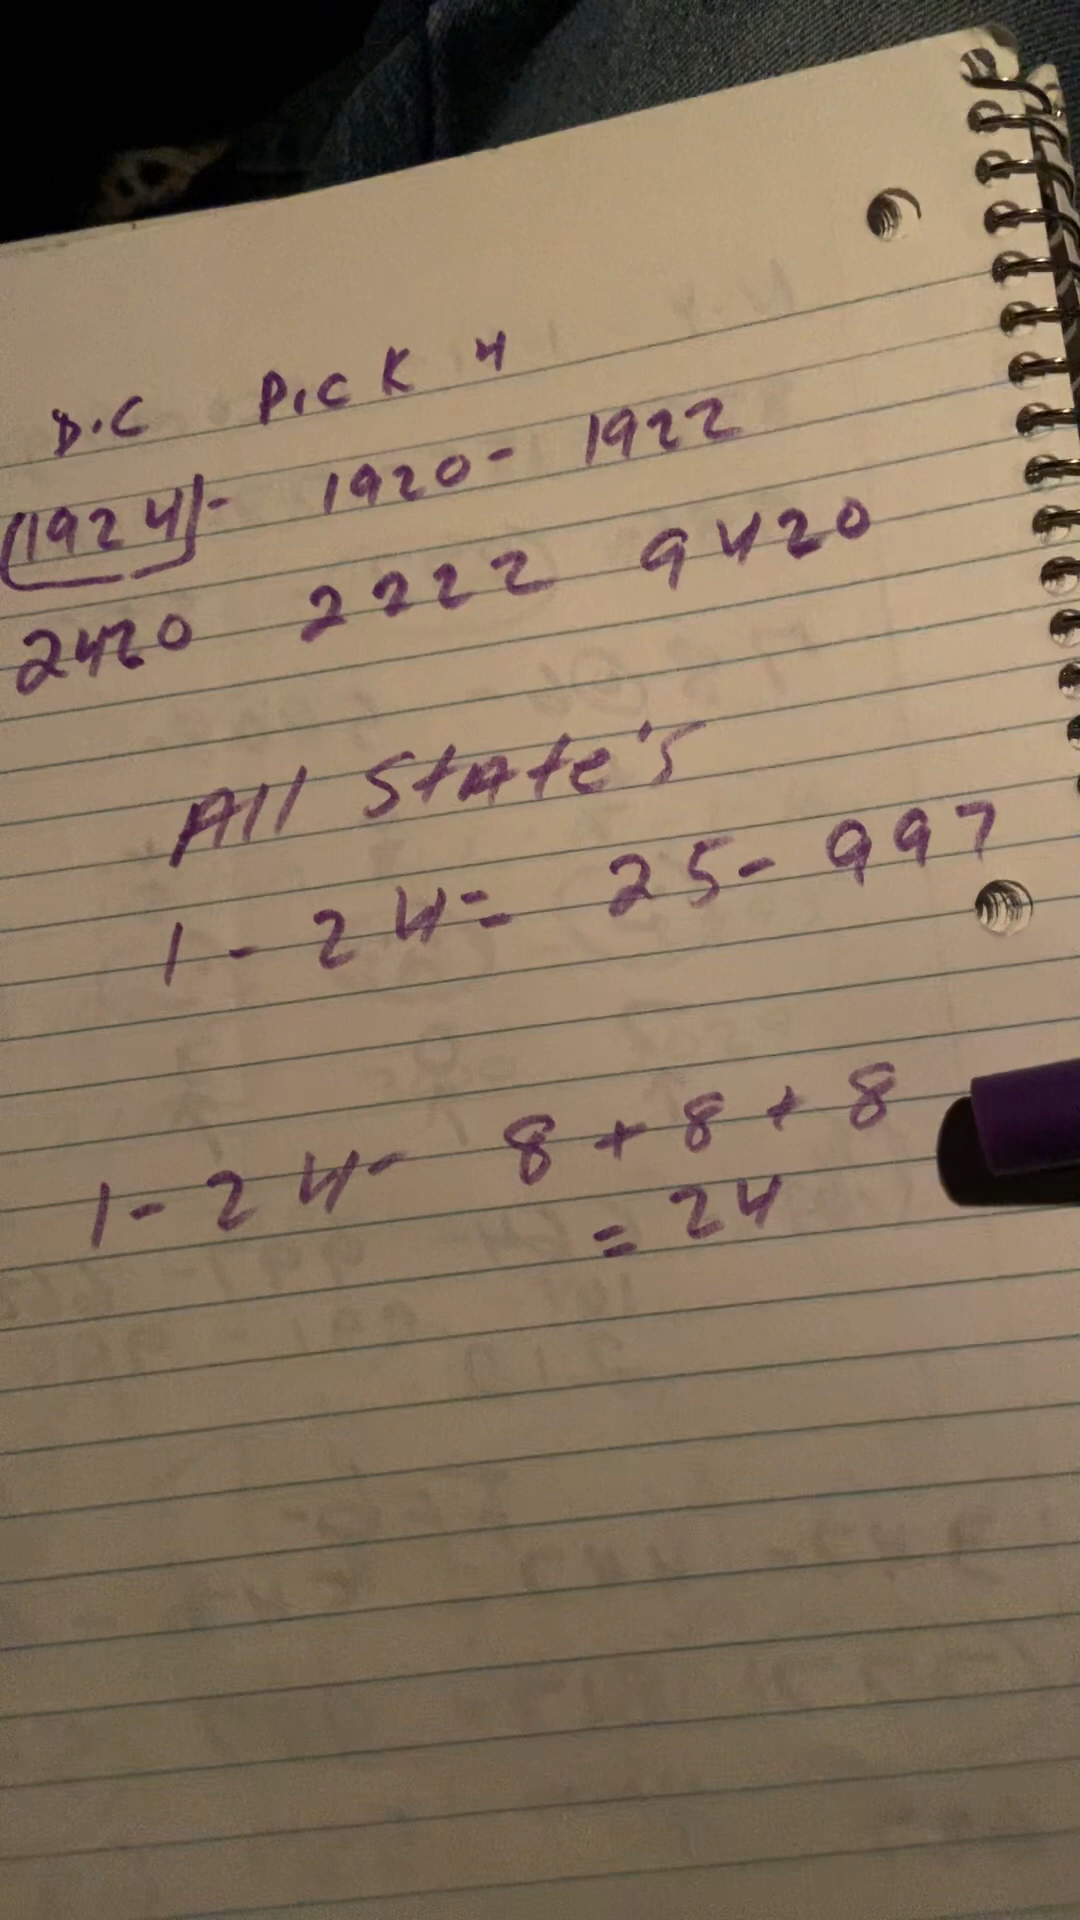 D.C PicK 4
(1924)- 1920- 1922
2420 2222 9420
All StAte's
1 - 24= 25- 997
1- 24- 8 + 8 + 8
= 24